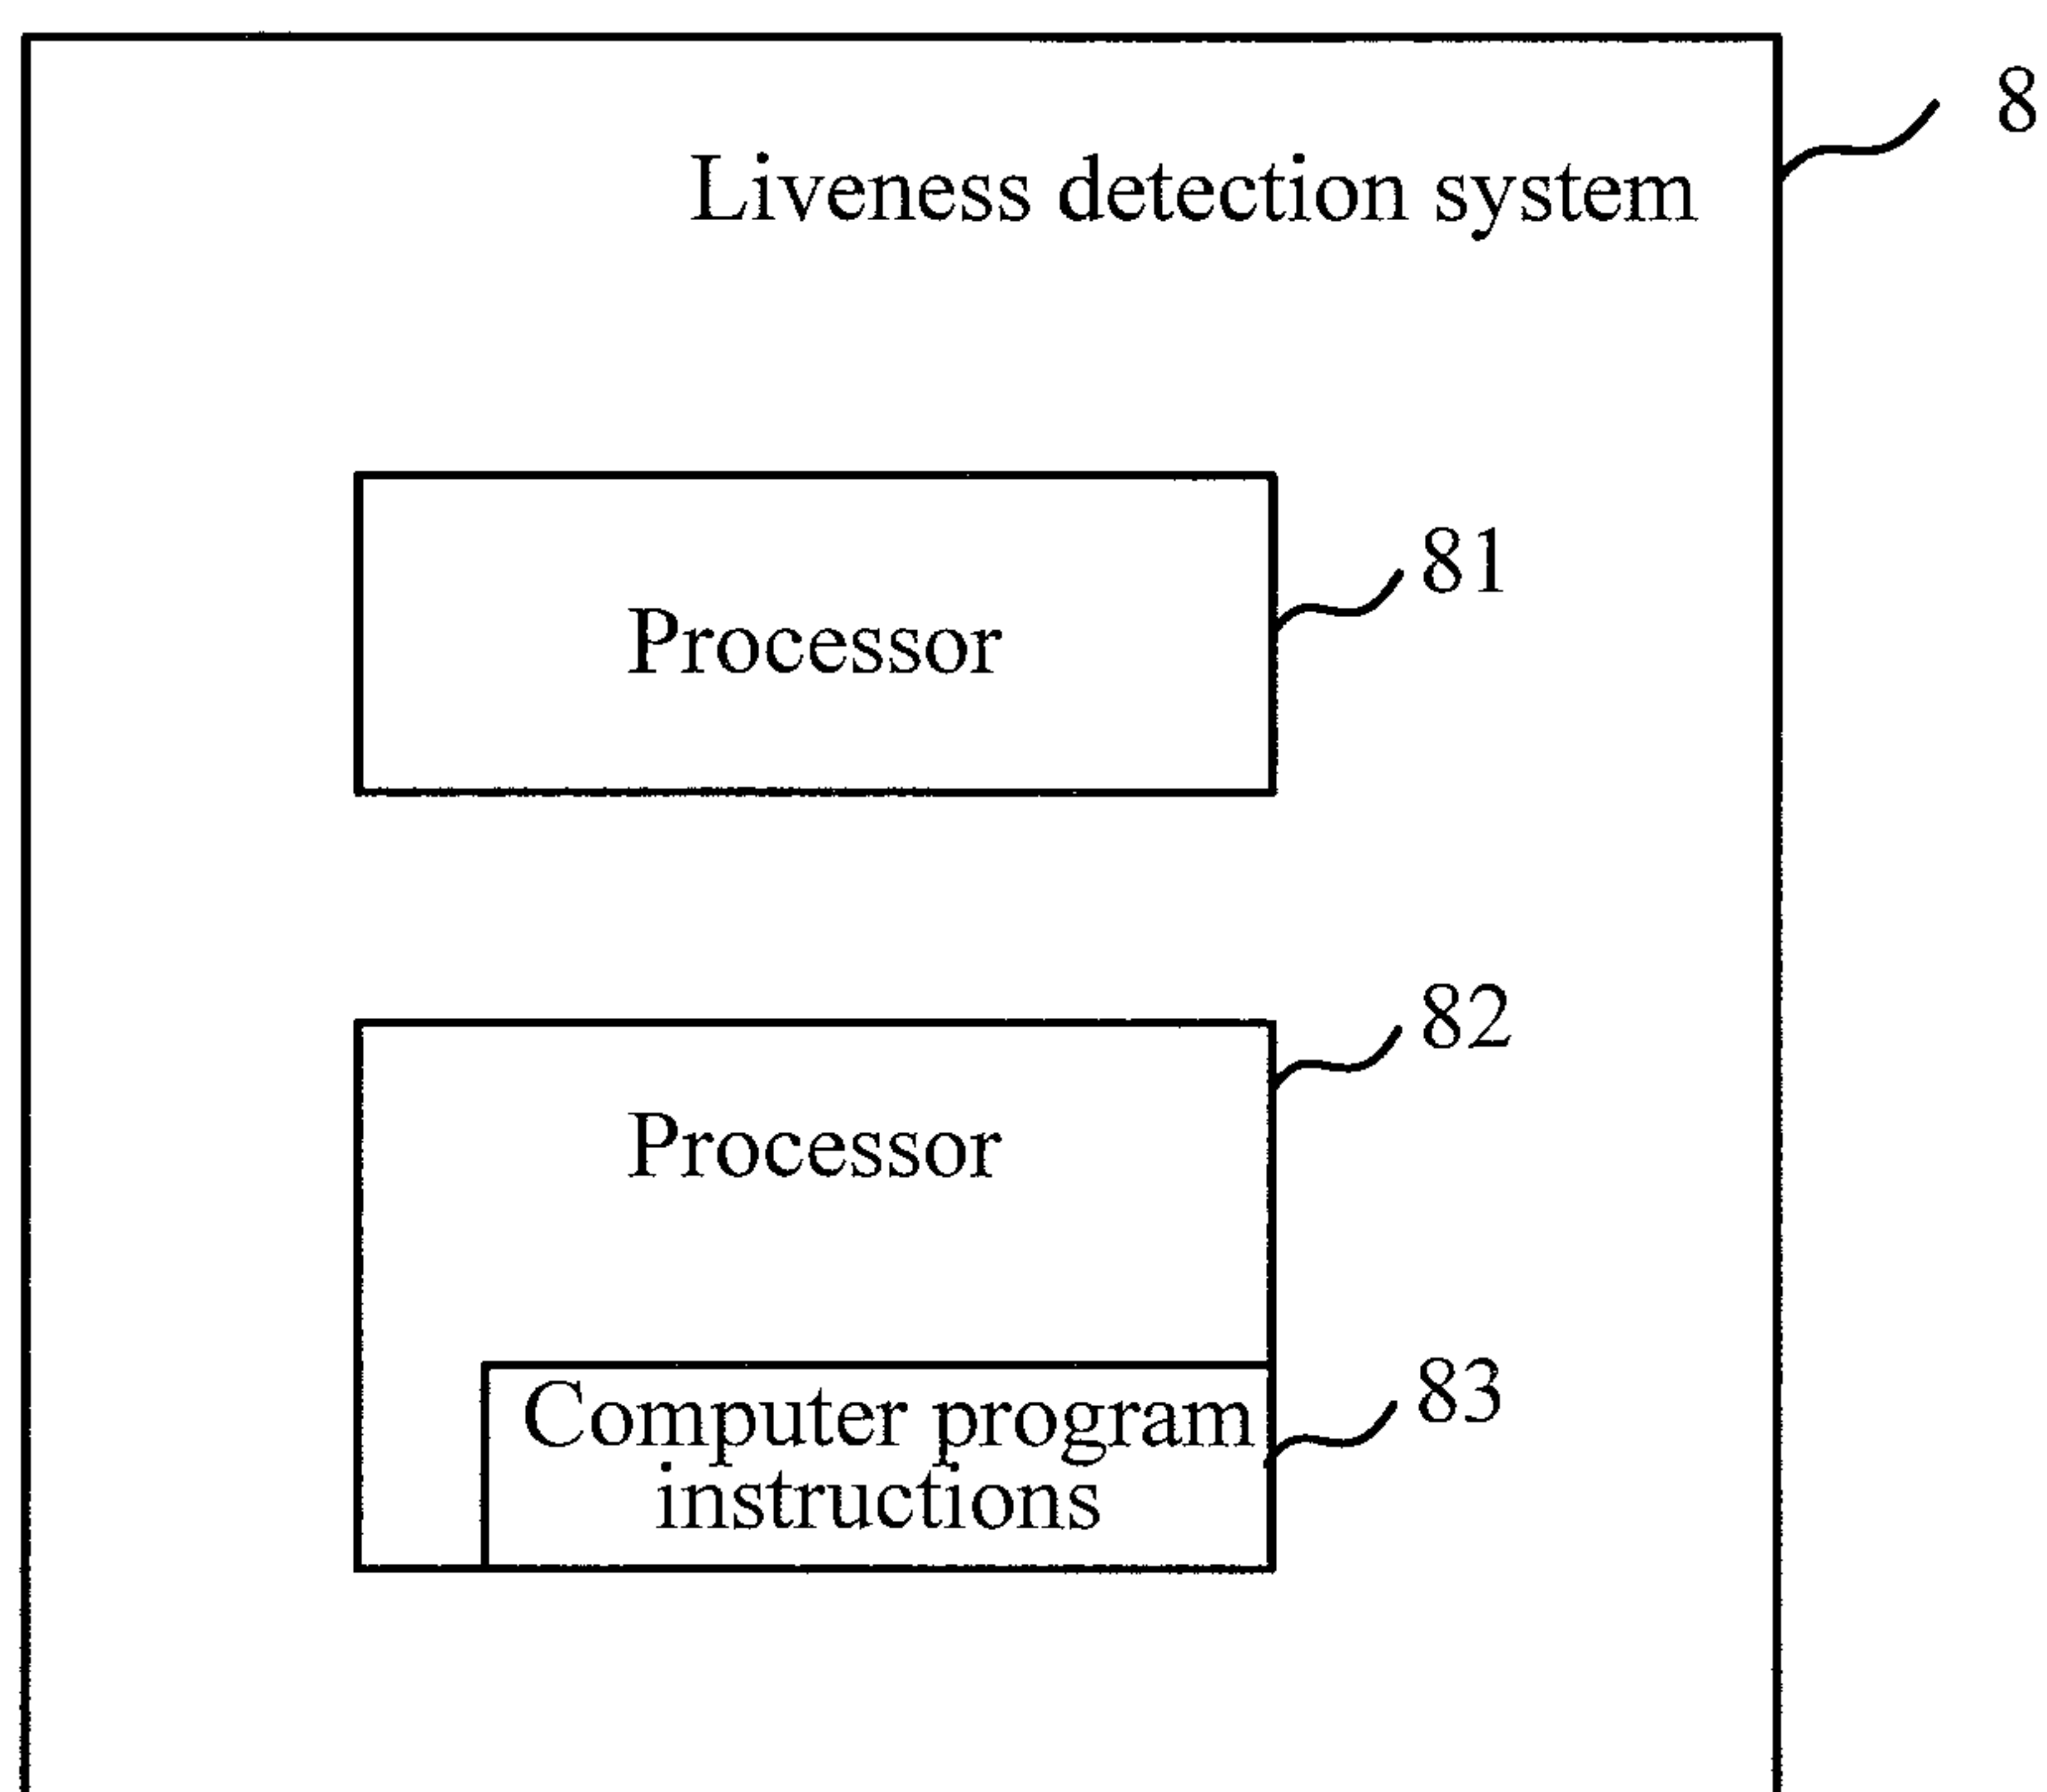 8
Liveness detection system
81
Processor
82
Processor
83
Computer program
instructions